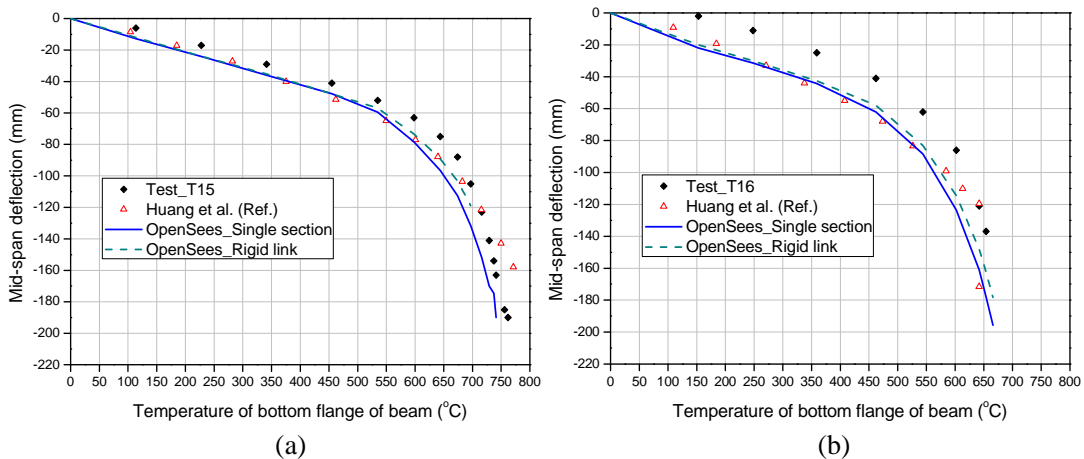 0
-20
-40
-60
-80
-100
-120
-140
-160
-180
-200
-220
Mid-span deflection (mm)
Test_T15
Huang et al. (Ref.)
OpenSees_Single section
OpenSees_Rigid link
0 50 100 150 200 250 300 350 400 450 500 550 600 650 700 750 800
Temperature of bottom flange of beam (°C)
(a)
0
-20
-40
-60
-80
-100
-120
-140
-160
-180
-200
-220
Mid-span deflection (mm)
Test_T16
Huang et al. (Ref.)
OpenSees_Single section
OpenSees_Rigid link
0 50 100 150 200 250 300 350 400 450 500 550 600 650 700 750 800
Temperature of bottom flange of beam (°C)
(b)